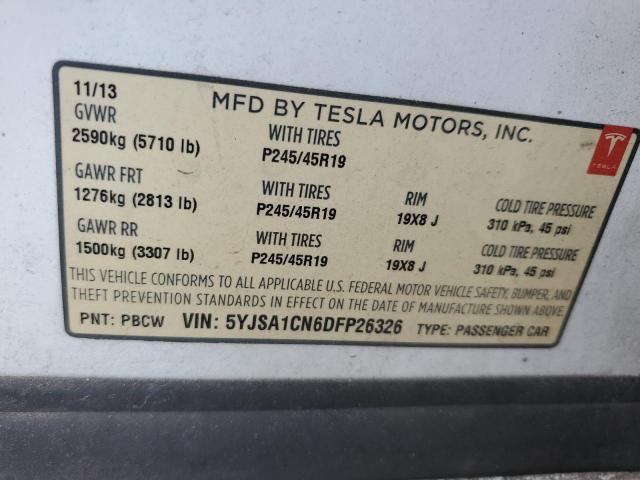 11/13
MFD BY TESLA MOTORS, INC.
TESLA
GVWR
2590kg (5710 lb)
WITH TIRES
P245/45R19
GAWR FRT
1276kg (2813 lb)
WITH TIRES
P245/45R19
RIM
19X8 J
COLD TIRE PRESSURE
310 kPa, 45 psi
GAWR RR
1500kg (3307 lb)
WITH TIRES
P245/45R19
RIM
19X8 J
COLD TIRE PRESSURE
310 kPa, 45 psi
THIS VEHICLE CONFORMS TO ALL APPLICABLE U.S. FEDERAL MOTOR VEHICLE SAFETY, BUMPER, AND
THEFT PREVENTION STANDARDS IN EFFECT ON THE DATE OF MANUFACTURE SHOWN ABOVE.
PNT: PBCW VIN: 5YJSA1CN6DFP26326 TYPE: PASSENGER CAR